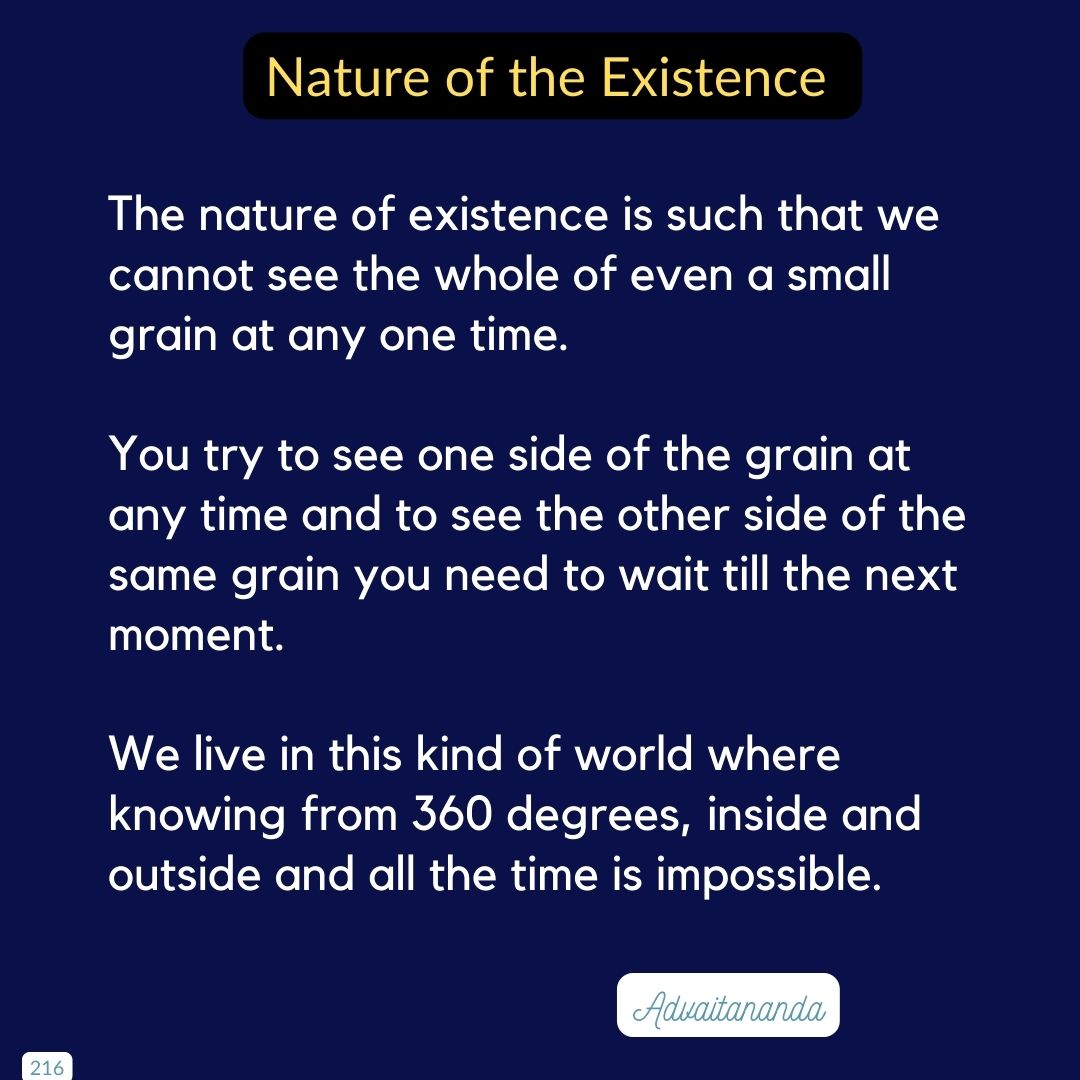 Nature of the Existence
The nature of existence is such that we
cannot see the whole of even a small
grain at any one time.
You try to see one side of the grain at
any time and to see the other side of the
same grain you need to wait till the next
moment.
We live in this kind of world where
knowing from 360 degrees, inside and
outside and all the time is impossible.
Advaitananda
216